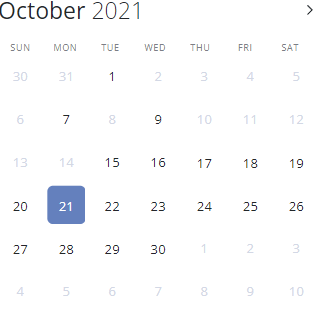 October 2021
SUN MON TUE WED THU FRI SAT
30 31 1 2 3 4 5
6 7 8 9 10 11 12
13 14 15 16 17 18 19
20 21 22 23 24 25 26
27 28 29 30 1 2 3
4 5 6 7 8 9 10